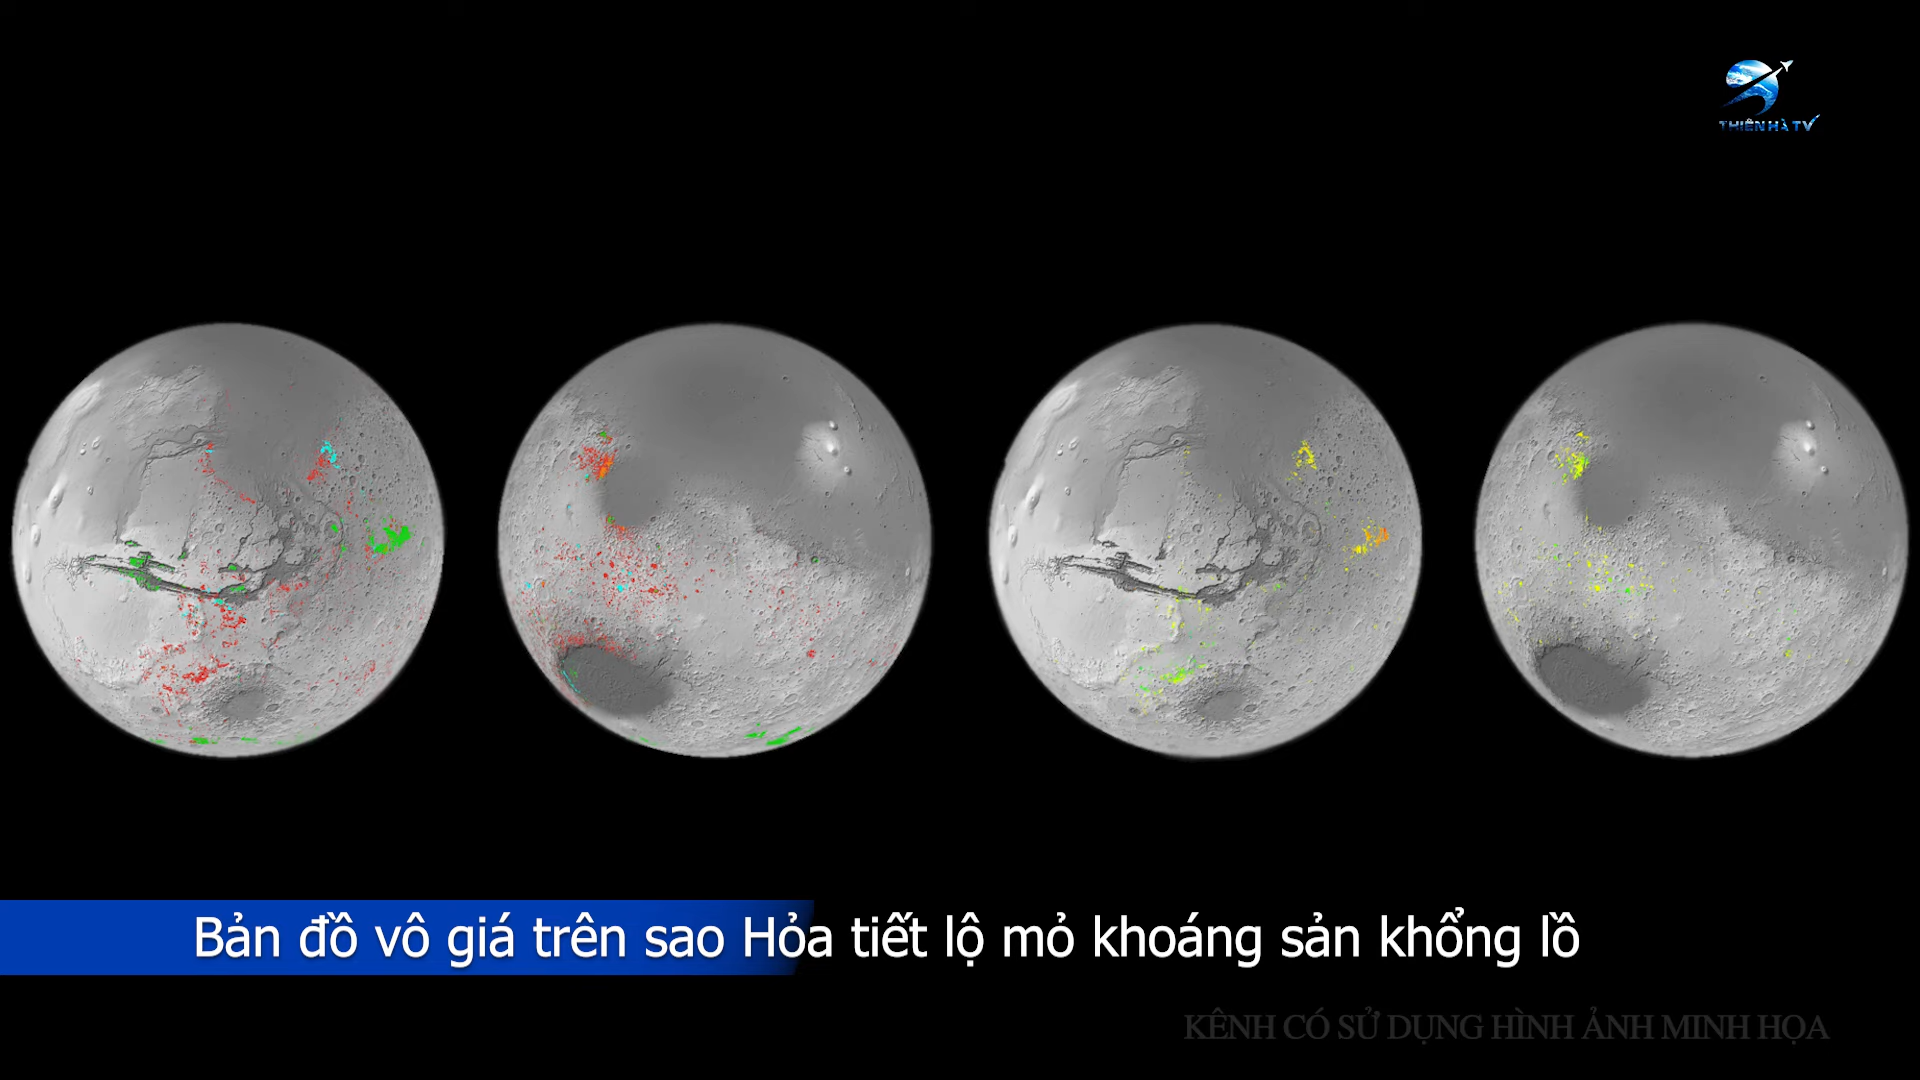 THIÊN HÀ TV
Bản đồ vô giá trên sao Hỏa tiết lộ mỏ khoáng sản khổng lồ
KÊNH CÓ SỬ DỤNG HÌNH ẢNH MINH HỌA